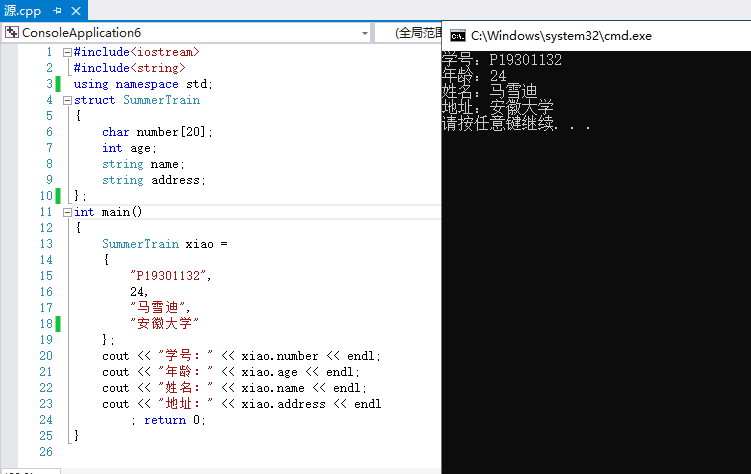 源.cpp
ConsoleApplication6
(全局范围
1 #include<iostream>
2 #include<string>
3 using namespace std;
4 struct SummerTrain
5 {
6 char number[20];
7 int age;
8 string name;
9 string address;
10 };
11 int main()
12 {
13 SummerTrain xiao =
14 {
15 "P19301132",
16 24,
17 "马雪迪",
18 "安徽大学"
19 };
20 cout << "学号：" << xiao.number << endl;
21 cout << "年龄：" << xiao.age << endl;
22 cout << "姓名：" << xiao.name << endl;
23 cout << "地址：" << xiao.address << endl
24 ; return 0;
25 }
26
C:\Windows\system32\cmd.exe
学号：P19301132
年龄：24
姓名：马雪迪
地址：安徽大学
请按任意键继续. . .